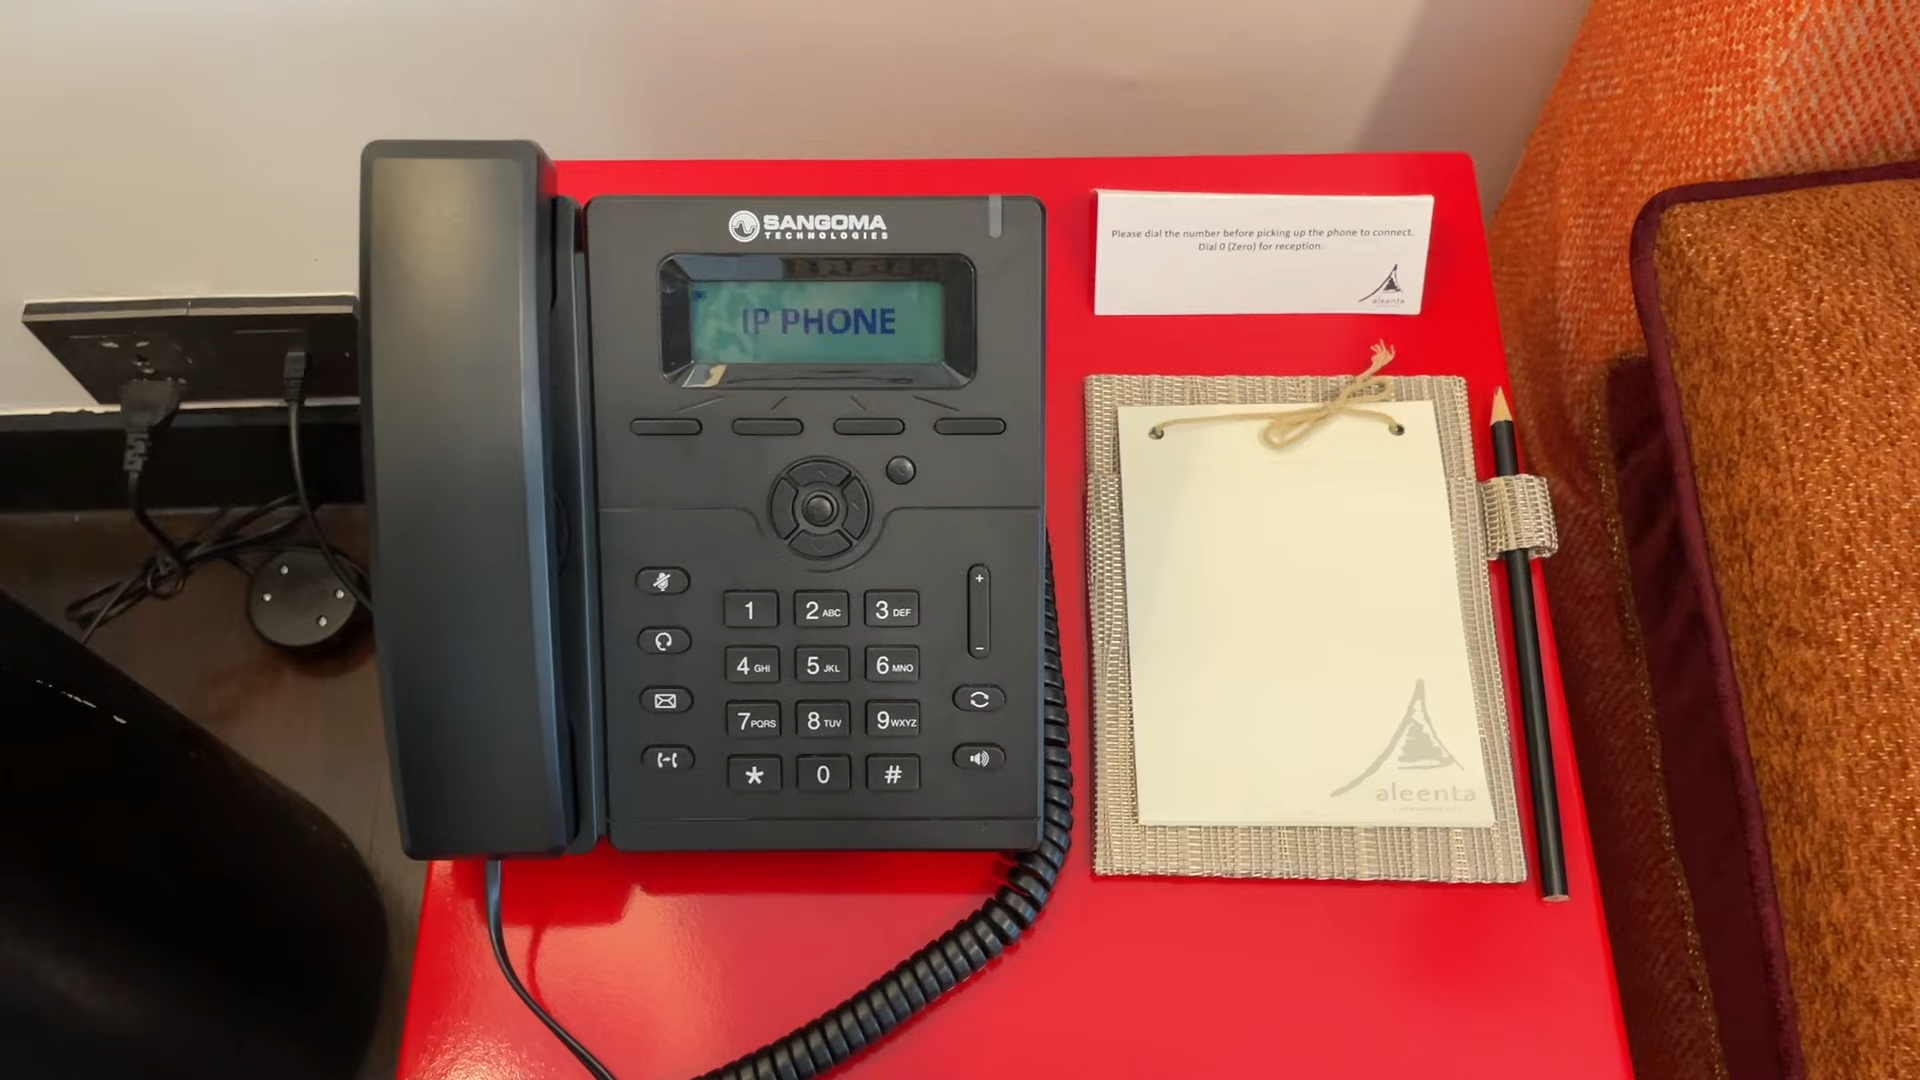 SANGOMA
TECHNOLOGIES
IP PHONE
Please dial the number before picking up the phone to connect.
Dial 0 (Zero) for reception.
aleenta
1
2 ABC
3 DEF
4 GHI
5 JKL
6 MNO
7 PQRS
8 TUV
9 WXYZ
*
0
#
+
-
aleenta